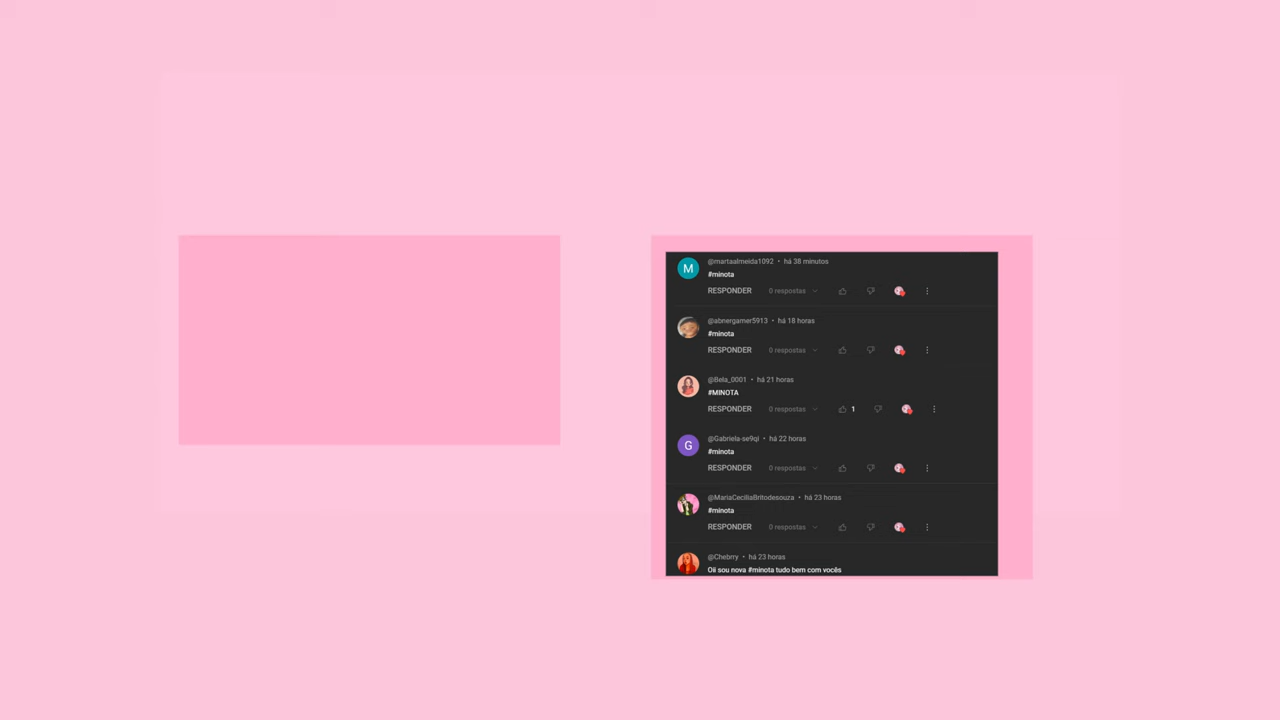 @martaalmeida1092 • há 38 minutos
M
#minota
RESPONDER 0 respostas
@abnergamer5913 • há 18 horas
#minota
RESPONDER 0 respostas
@Bela_0001 • há 21 horas
#MINOTA
RESPONDER 0 respostas 1
@Gabriela-se9qi • há 22 horas
G
#minota
RESPONDER 0 respostas
@MariaCeciliaBritodesouza • há 23 horas
#minota
RESPONDER 0 respostas
@Chebrry • há 23 horas
Oii sou nova #minota tudo bem com vocês